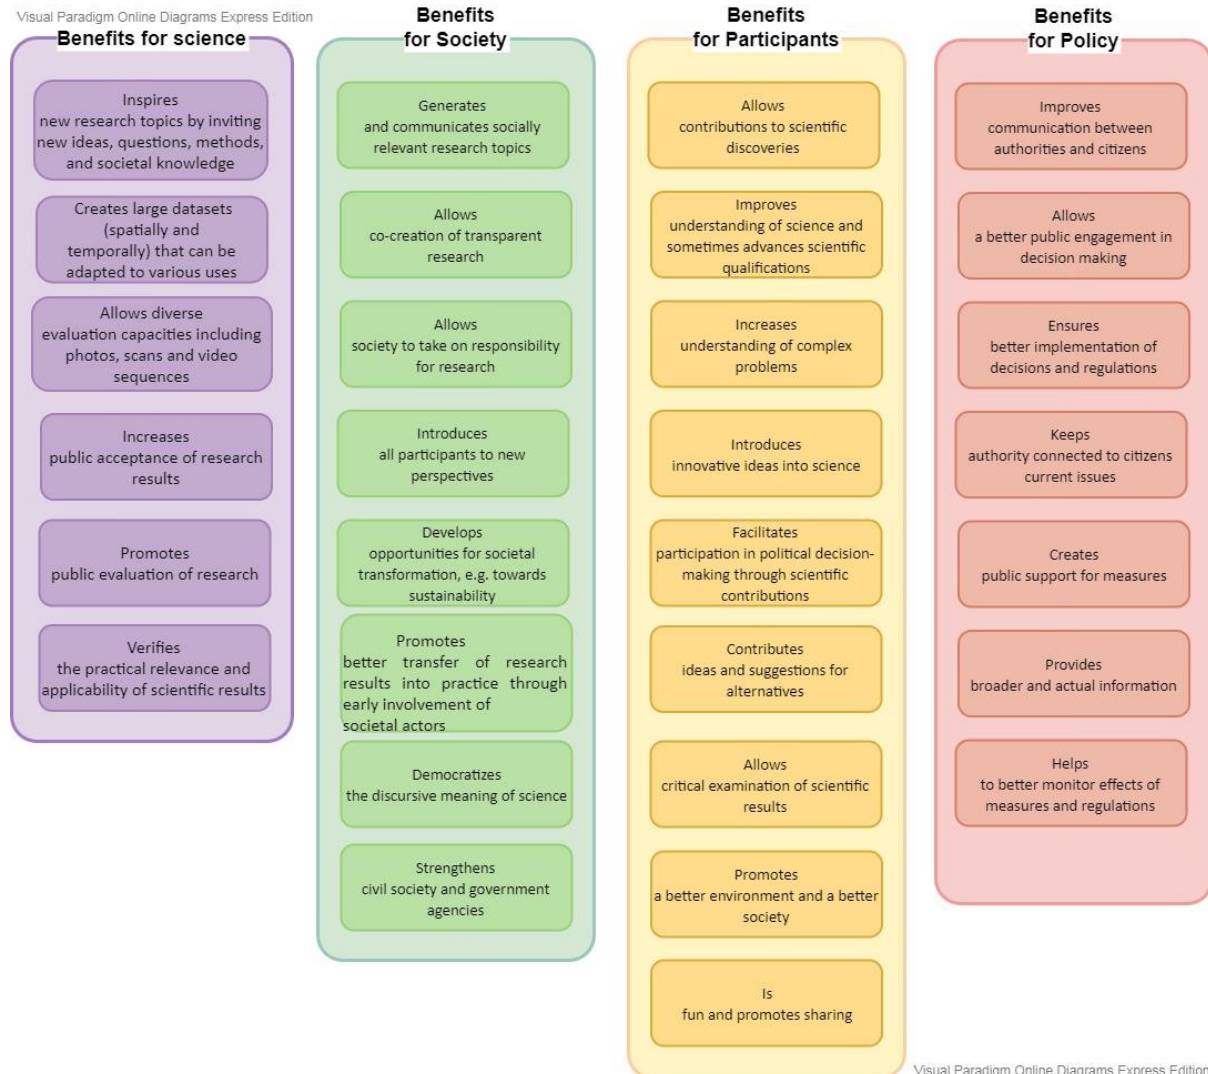 Visual Paradigm Online Diagrams Express Edition
Benefits for science
Inspires
new research topics by inviting
new ideas, questions, methods,
and societal knowledge
Creates large datasets
(spatially and
temporally) that can be
adapted to various uses
Allows diverse
evaluation capacities including
photos, scans and video
sequences
Increases
public acceptance of research
results
Promotes
public evaluation of research
Verifies
the practical relevance and
applicability of scientific results
Benefits
for Society
Generates
and communicates socially
relevant research topics
Allows
co-creation of transparent
research
Allows
society to take on responsibility
for research
Introduces
all participants to new
perspectives
Develops
opportunities for societal
transformation, e.g. towards
sustainability
Promotes
better transfer of research
results into practice through
early involvement of
societal actors
Democratizes
the discursive meaning of science
Strengthens
civil society and government
agencies
Benefits
for Participants
Allows
contributions to scientific
discoveries
Improves
understanding of science and
sometimes advances scientific
qualifications
Increases
understanding of complex
problems
Introduces
innovative ideas into science
Facilitates
participation in political decision-
making through scientific
contributions
Contributes
ideas and suggestions for
alternatives
Allows
critical examination of scientific
results
Promotes
a better environment and a better
society
Is
fun and promotes sharing
Benefits
for Policy
Improves
communication between
authorities and citizens
Allows
a better public engagement in
decision making
Ensures
better implementation of
decisions and regulations
Keeps
authority connected to citizens
current issues
Creates
public support for measures
Provides
broader and actual information
Helps
to better monitor effects of
measures and regulations
Visual Paradigm Online Diagrams Express Edition